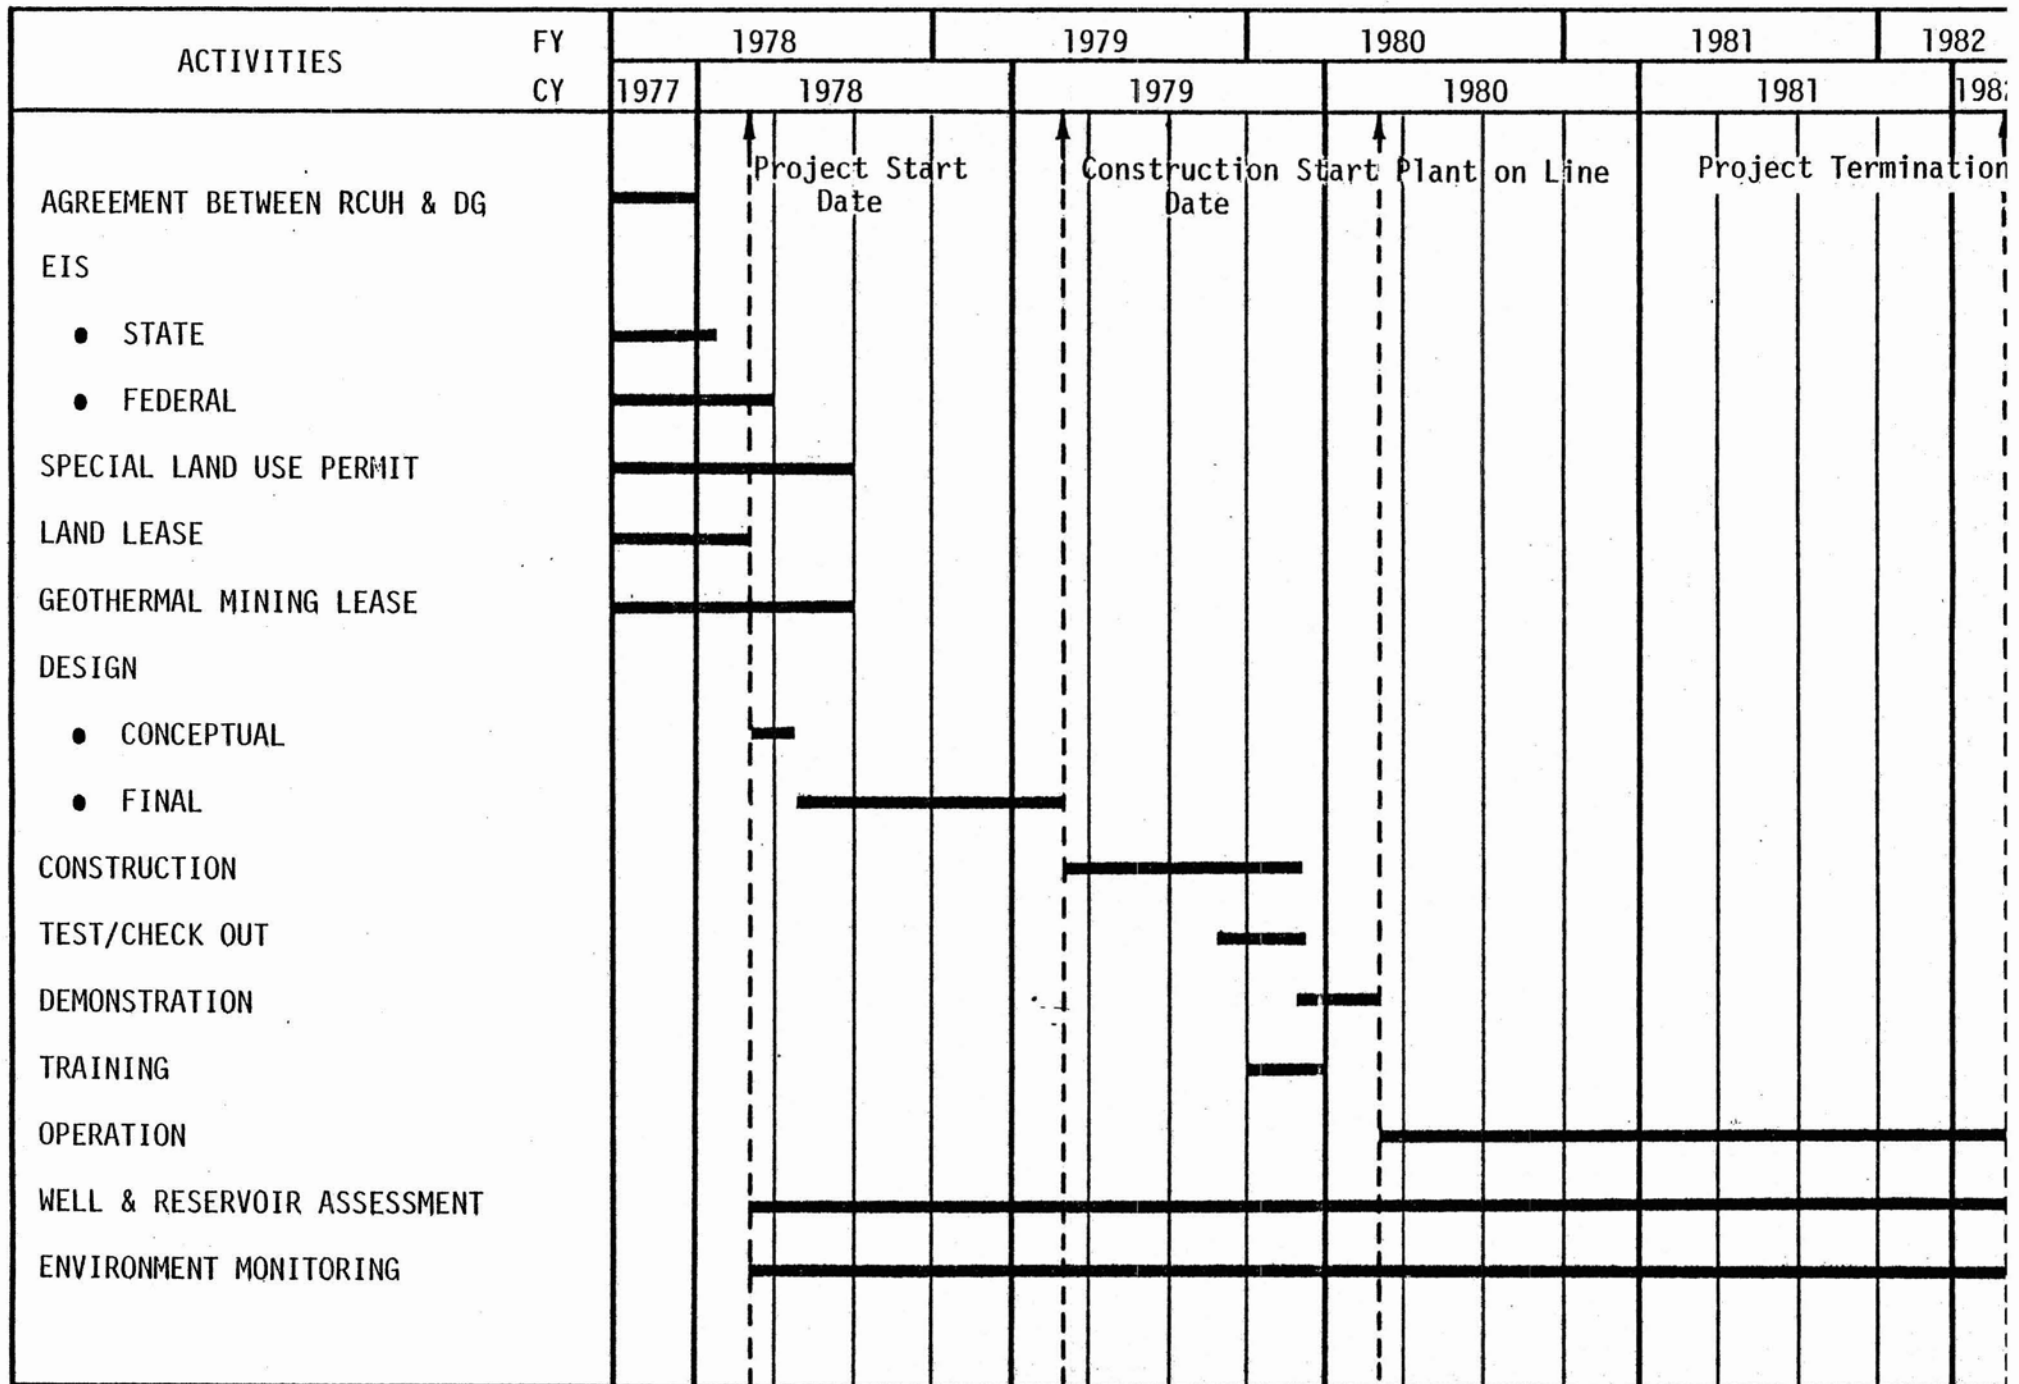 ACTIVITIES FY 1978 1979 1980 1981 1982
CY 1977 1978 1979 1980 1981 198
Project Start Construction Start Plant on Line Project Termination
Date Date
AGREEMENT BETWEEN RCUH & DG
EIS
• STATE
• FEDERAL
SPECIAL LAND USE PERMIT
LAND LEASE
GEOTHERMAL MINING LEASE
DESIGN
• CONCEPTUAL
• FINAL
CONSTRUCTION
TEST/CHECK OUT
DEMONSTRATION
TRAINING
OPERATION
WELL & RESERVOIR ASSESSMENT
ENVIRONMENT MONITORING